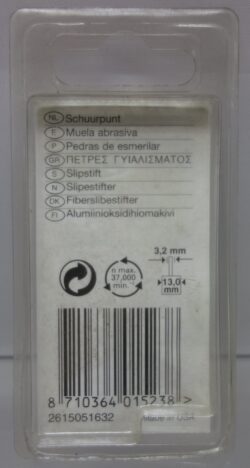 NL Schuurpunt
E Muela abrasiva
P Pedras de esmerilar
GR ΠΕΤΡΕΣ ΓΥΙΑΛΙΣΜΑΤΟΣ
S Slipstift
N Slipestifter
DK Fiberslibestifter
FI Alumiinioksidihiomakivi
3,2 mm
n max.
37,000
min.⁻¹
13,0
mm
8 710364 015238 >
2615051632
Made in USA